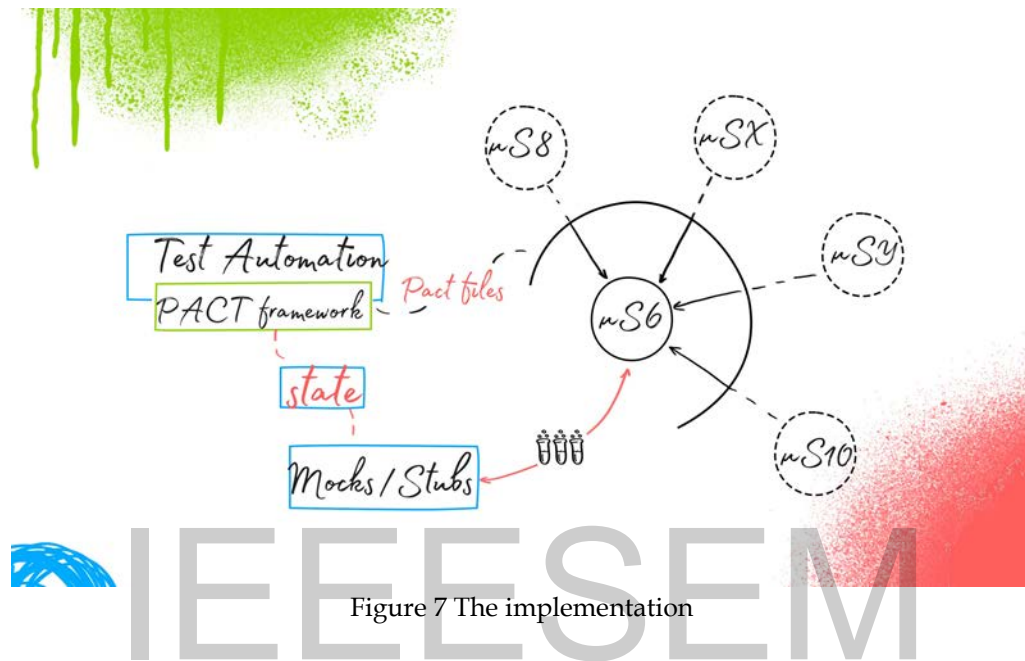 μS8
μSX
Test Automation
μSY
PACT framework
Pact files
μS6
state
Mocks/Stubs
μS10
IEEESEM
Figure 7 The implementation